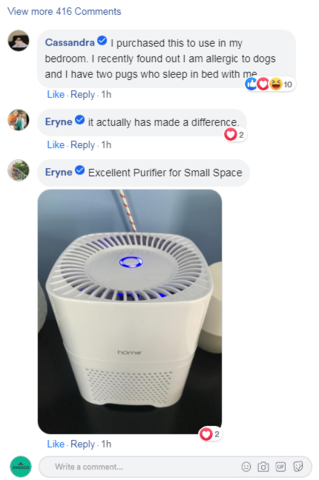 View more 416 Comments
Cassandra I purchased this to use in my
bedroom. I recently found out I am allergic to dogs
and I have two pugs who sleep in bed with me
10
Like · Reply · 1h
Eryne it actually has made a difference.
2
Like · Reply · 1h
Eryne Excellent Purifier for Small Space
home
2
Like · Reply · 1h
Write a comment...
GIF